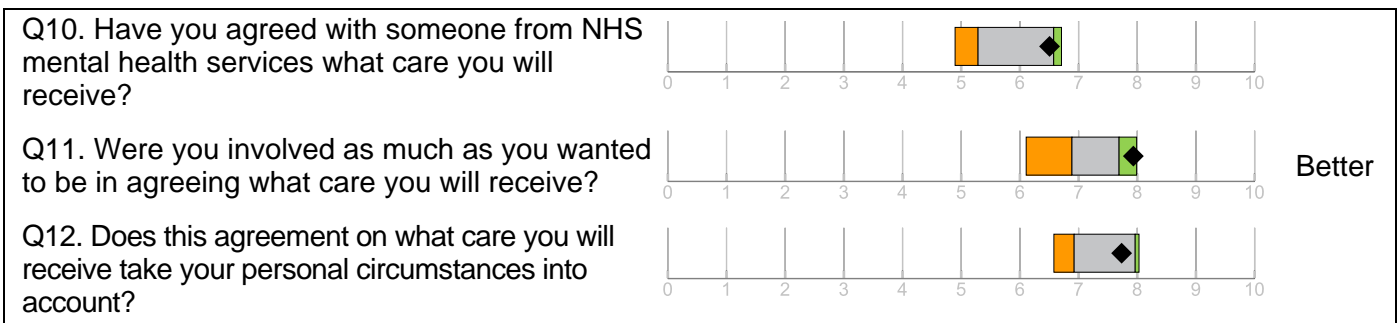 Q10. Have you agreed with someone from NHS
mental health services what care you will
receive?
0 1 2 3 4 5 6 7 8 9 10
Q11. Were you involved as much as you wanted
to be in agreeing what care you will receive?
0 1 2 3 4 5 6 7 8 9 10
Better
Q12. Does this agreement on what care you will
receive take your personal circumstances into
account?
0 1 2 3 4 5 6 7 8 9 10